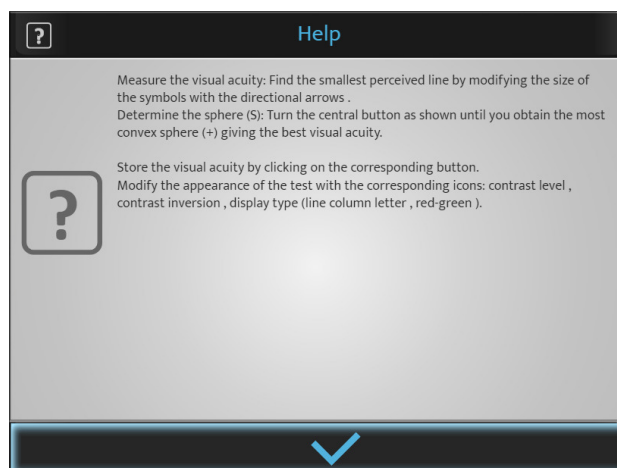 ?
Help
Measure the visual acuity: Find the smallest perceived line by modifying the size of
the symbols with the directional arrows .
Determine the sphere (S): Turn the central button as shown until you obtain the most
convex sphere (+) giving the best visual acuity.
Store the visual acuity by clicking on the corresponding button.
Modify the appearance of the test with the corresponding icons: contrast level ,
contrast inversion , display type (line column letter , red-green ).
?